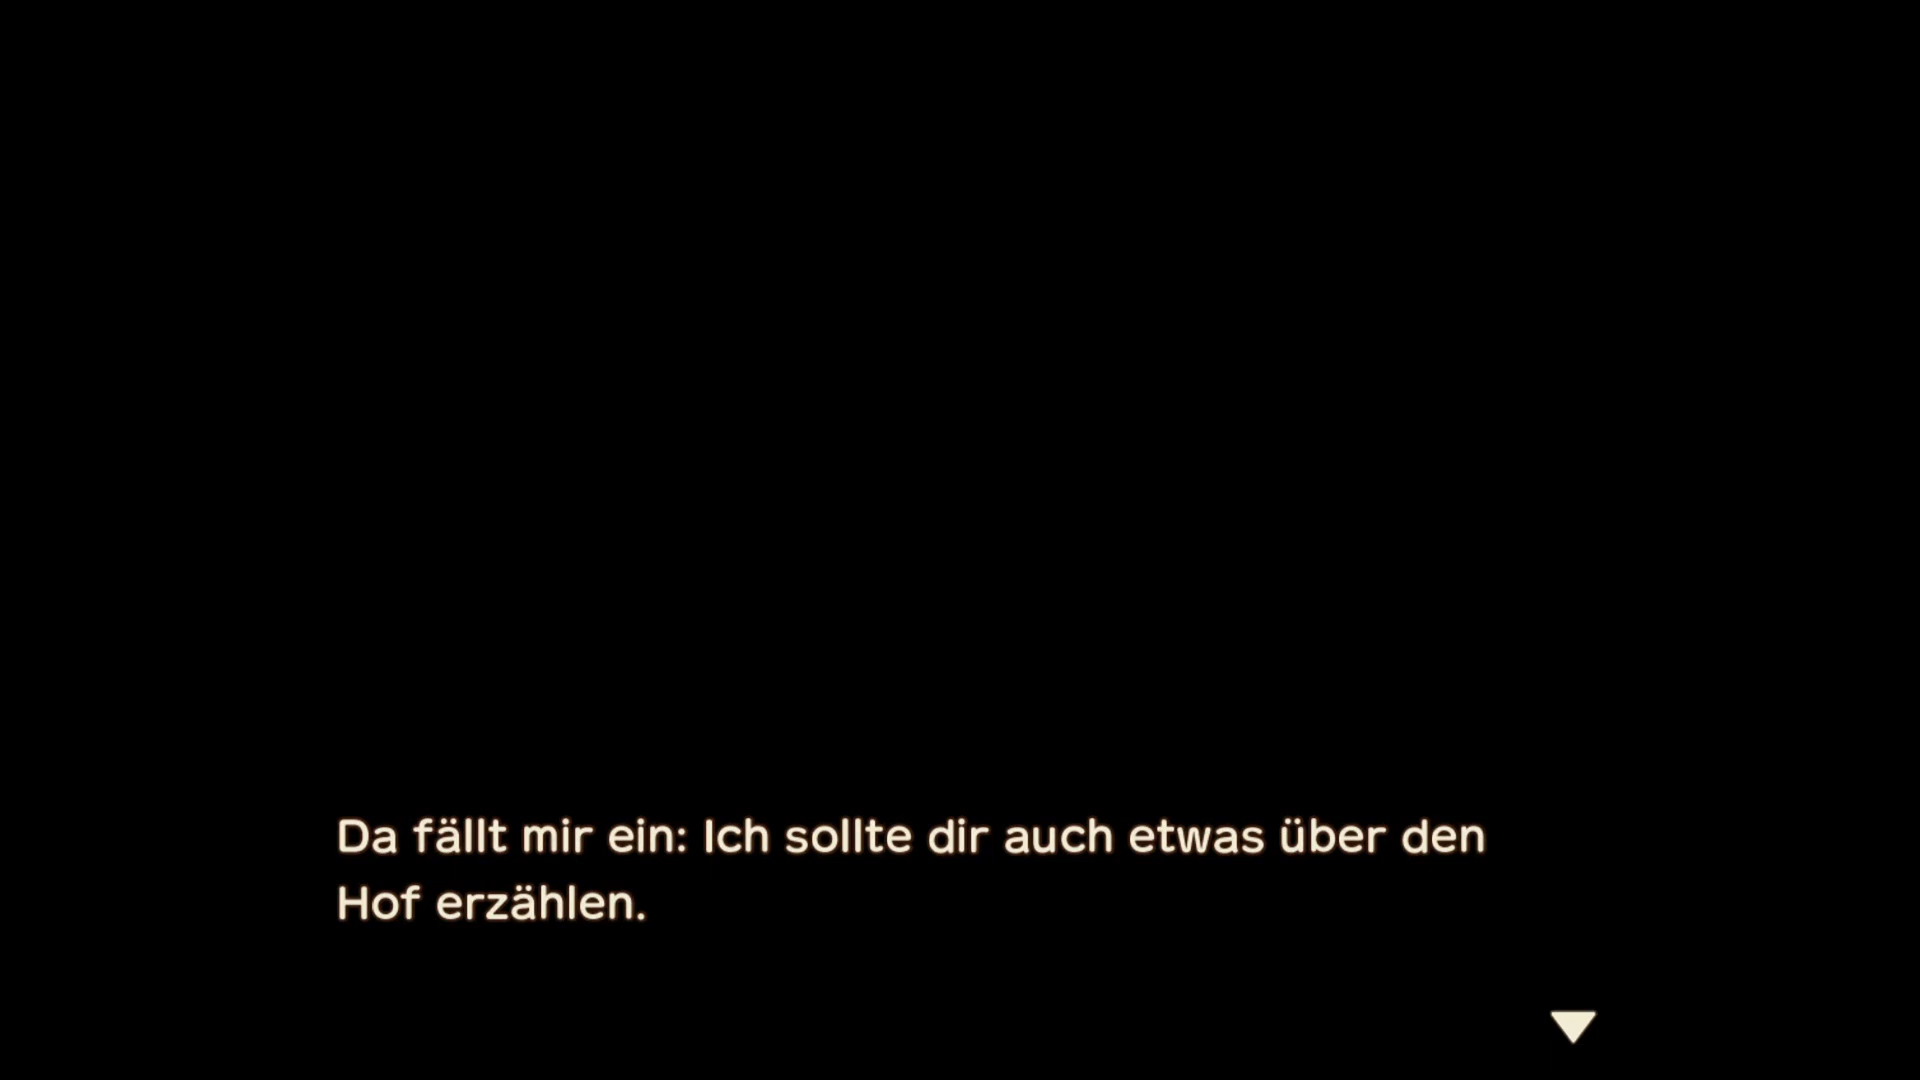 Da fällt mir ein: Ich sollte dir auch etwas über den
Hof erzählen.